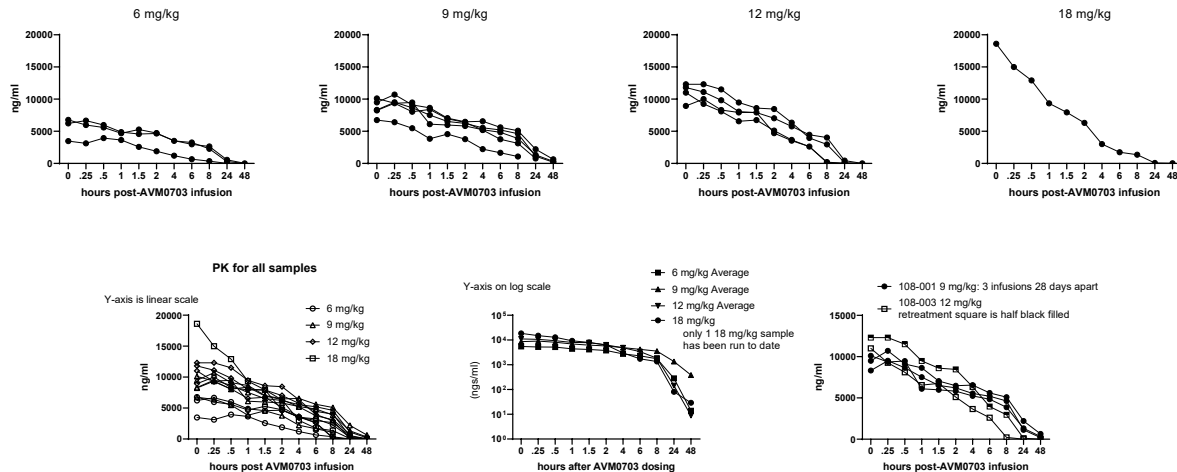 6 mg/kg
20000
15000
10000
5000
0
ng/ml
0 .25 .5 1 2 4 6 8 24 48
hours post-AVM0703 infusion
9 mg/kg
20000
15000
10000
5000
0
ng/ml
0 .25 .5 1 1.5 2 4 6 8 24 48
hours post-AVM0703 infusion
12 mg/kg
20000
15000
10000
5000
0
ng/ml
0 .25 .5 1 1.5 2 4 6 8 24 48
hours post-AVM0703 infusion
18 mg/kg
20000
15000
10000
5000
0
ng/ml
0 .25 .5 1 1.5 2 4 6 8 24 48
hours post-AVM0703 infusion
PK for all samples
Y-axis is linear scale
6 mg/kg
9 mg/kg
12 mg/kg
18 mg/kg
20000
15000
10000
5000
0
ng/ml
0 .25 .5 1 1.5 2 4 6 8 24 48
hours post AVM0703 infusion
Y-axis on log scale
6 mg/kg Average
9 mg/kg Average
12 mg/kg Average
18 mg/kg
only 1 18 mg/kg sample
has been run to date
10⁵
10⁴
10³
10²
10¹
10⁰
(ngs/ml)
0 .25 .5 1 1.5 2 4 6 8 24 48
hours after AVM0703 dosing
108-001 9 mg/kg: 3 infusions 28 days apart
108-003 12 mg/kg
retreatment square is half black filled
15000
10000
5000
0
ng/ml
0 .25 .5 1 1.5 2 4 6 8 24 48
hours post-AVM0703 infusion